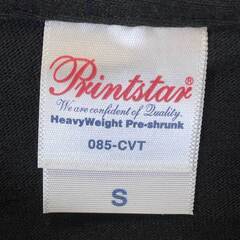 Printstar®
We are confident of Quality.
HeavyWeight Pre-shrunk
085-CVT
S